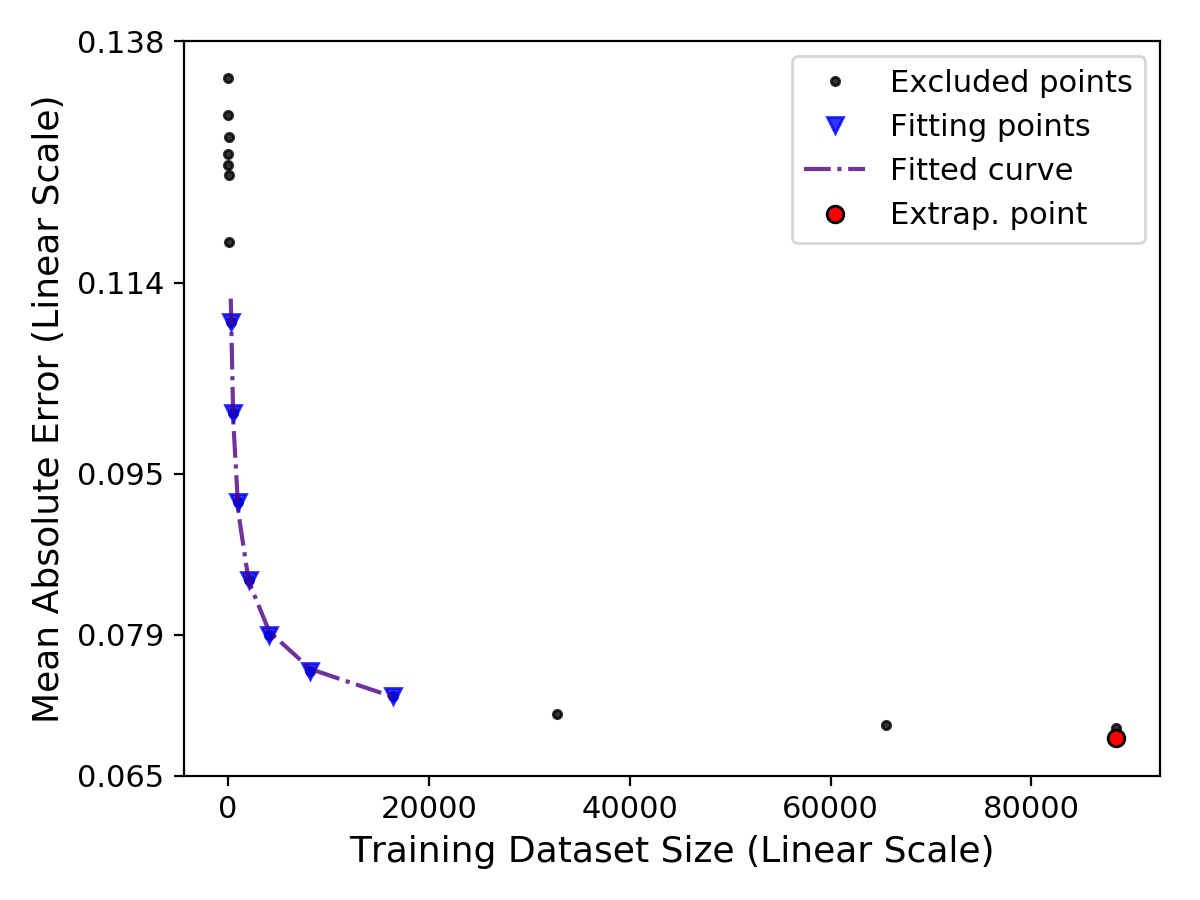 0.138
0.114
0.095
0.079
0.065
Mean Absolute Error (Linear Scale)
Excluded points
Fitting points
Fitted curve
Extrap. point
0
20000
40000
60000
80000
Training Dataset Size (Linear Scale)